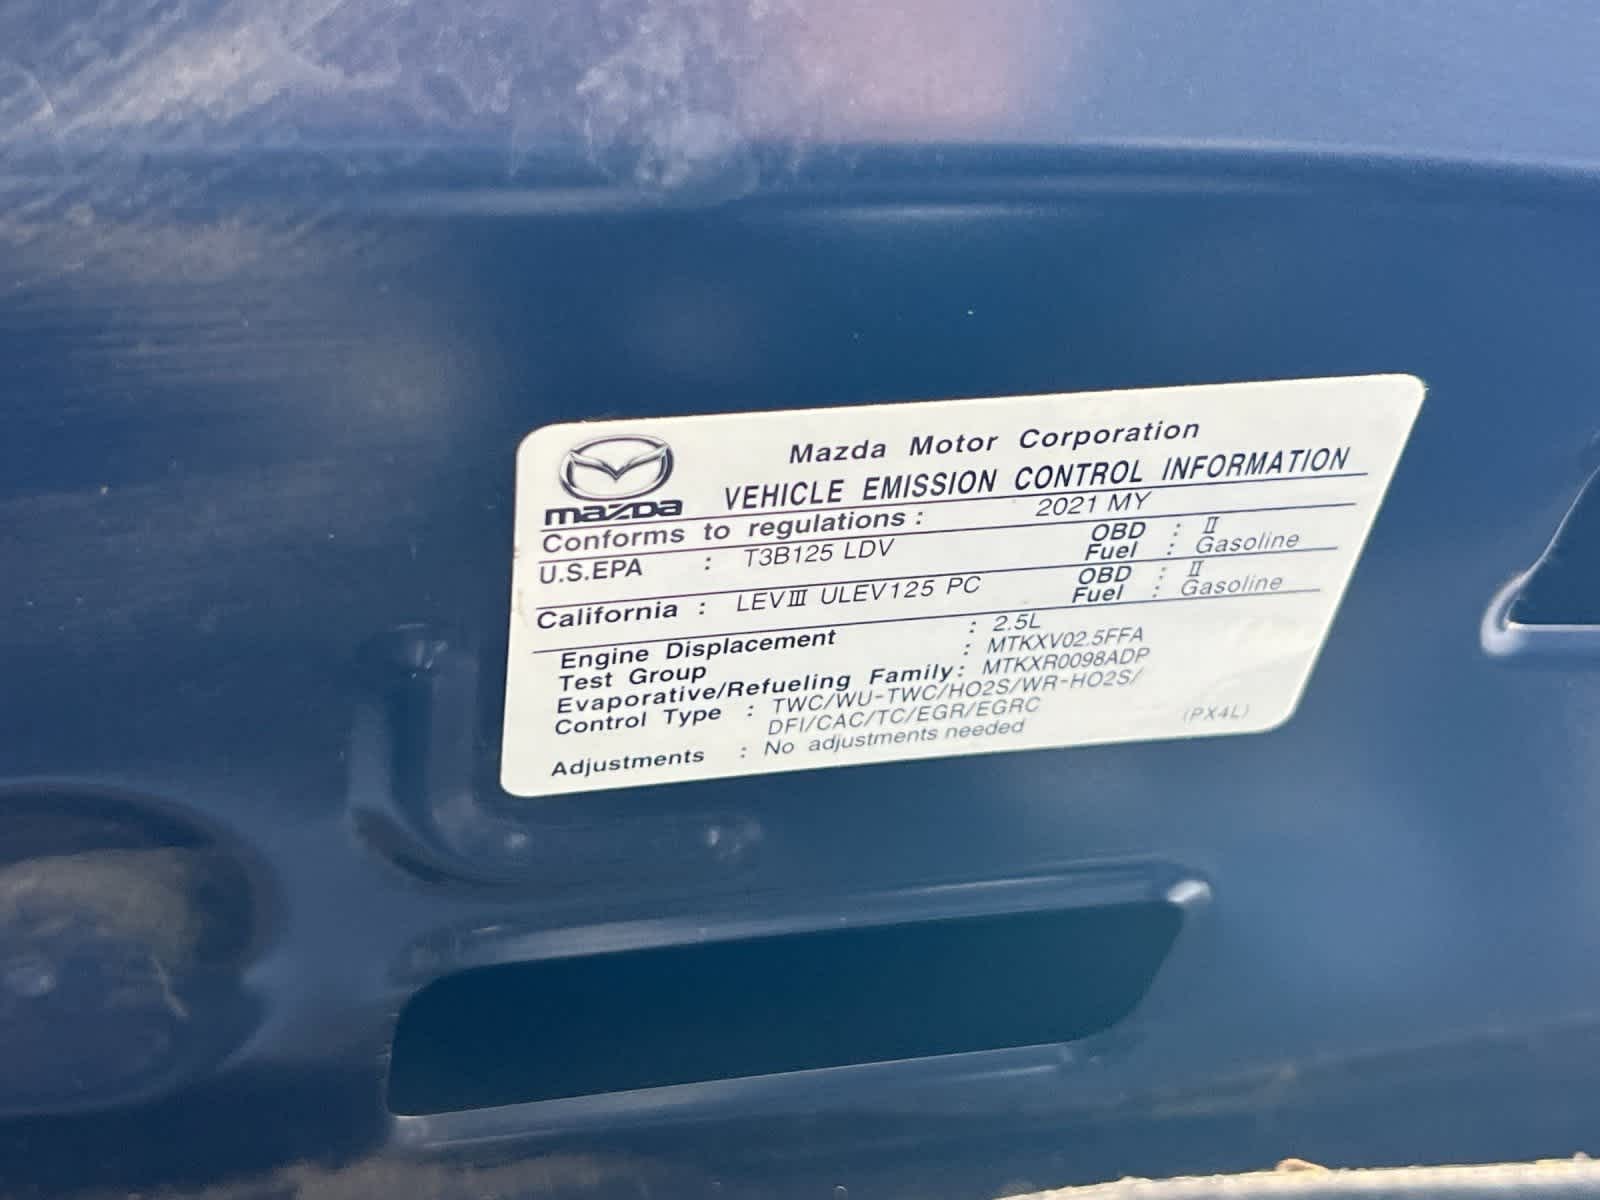 Mazda Motor Corporation
mazda VEHICLE EMISSION CONTROL INFORMATION
Conforms to regulations : 2021 MY
U.S.EPA : T3B125 LDV OBD : Ⅱ
Fuel : Gasoline
California : LEVⅢ ULEV125 PC OBD : Ⅱ
Fuel : Gasoline
Engine Displacement : 2.5L
Test Group : MTKXV02.5FFA
Evaporative/Refueling Family : MTKXR0098ADP
Control Type : TWC/WU-TWC/HO2S/WR-HO2S/
DFI/CAC/TC/EGR/EGRC
Adjustments : No adjustments needed
(PX4L)